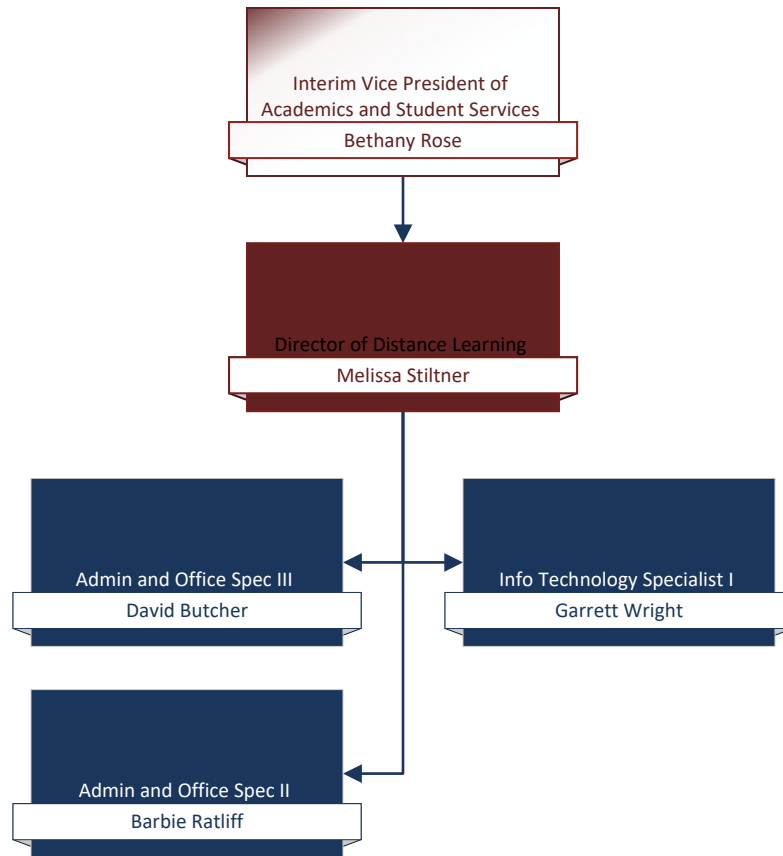 Interim Vice President of
Academics and Student Services
Bethany Rose
Director of Distance Learning
Melissa Stiltner
Admin and Office Spec III
David Butcher
Info Technology Specialist I
Garrett Wright
Admin and Office Spec II
Barbie Ratliff